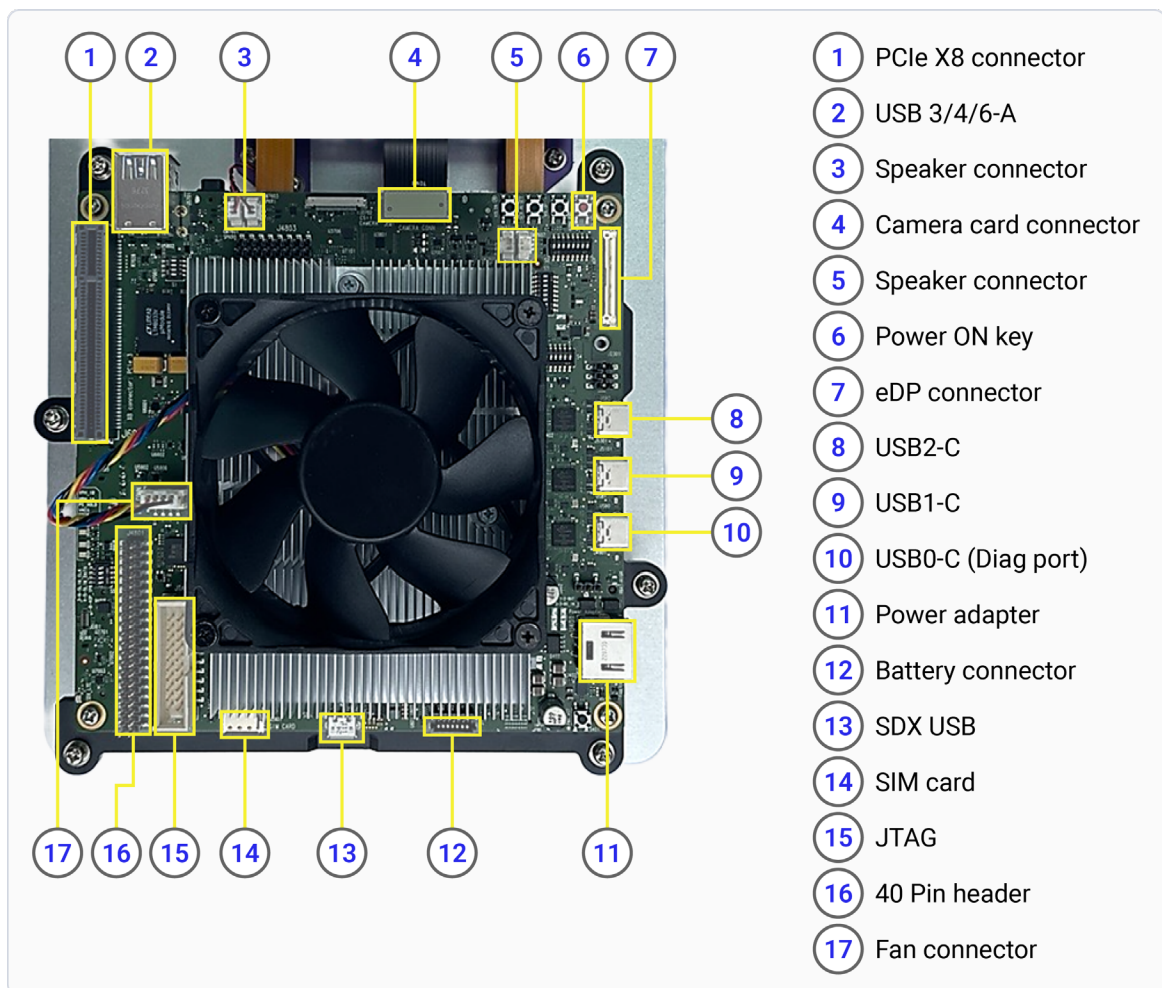 1 2 3 4 5 6 7
1 PCIe X8 connector
2 USB 3/4/6-A
3 Speaker connector
4 Camera card connector
5 Speaker connector
6 Power ON key
7 eDP connector
8 USB2-C
9 USB1-C
10 USB0-C (Diag port)
11 Power adapter
12 Battery connector
13 SDX USB
14 SIM card
15 JTAG
16 40 Pin header
17 Fan connector
J4803
8
9
10
17 16 15 14 13 12 11